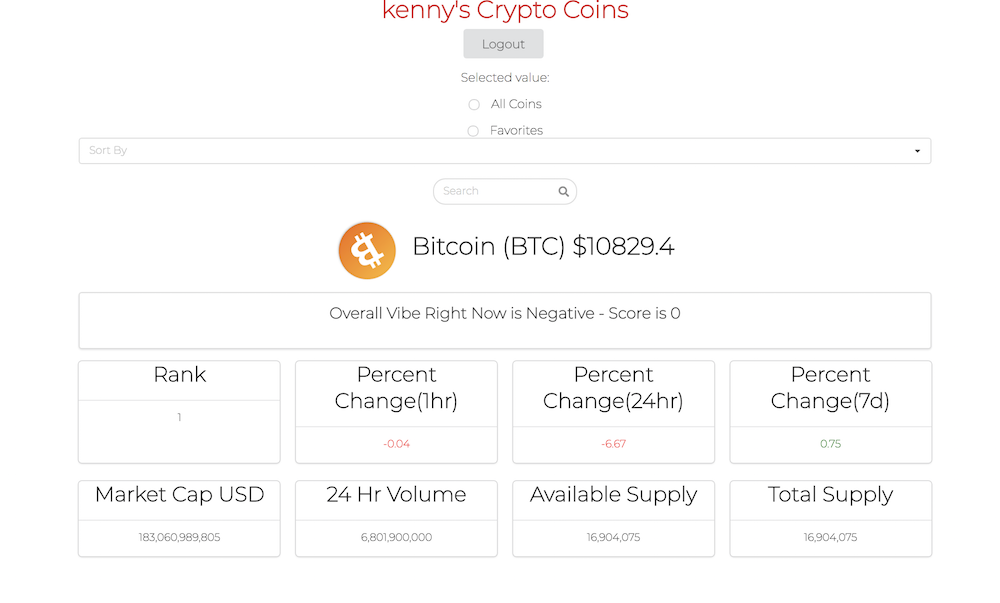 kenny's Crypto Coins
Logout
Selected value:
All Coins
Favorites
Sort By
Search
Bitcoin (BTC) $10829.4
Overall Vibe Right Now is Negative - Score is 0
Rank
1
Percent
Change(1hr)
-0.04
Percent
Change(24hr)
-6.67
Percent
Change(7d)
0.75
Market Cap USD
183,060,989,805
24 Hr Volume
6,801,900,000
Available Supply
16,904,075
Total Supply
16,904,075